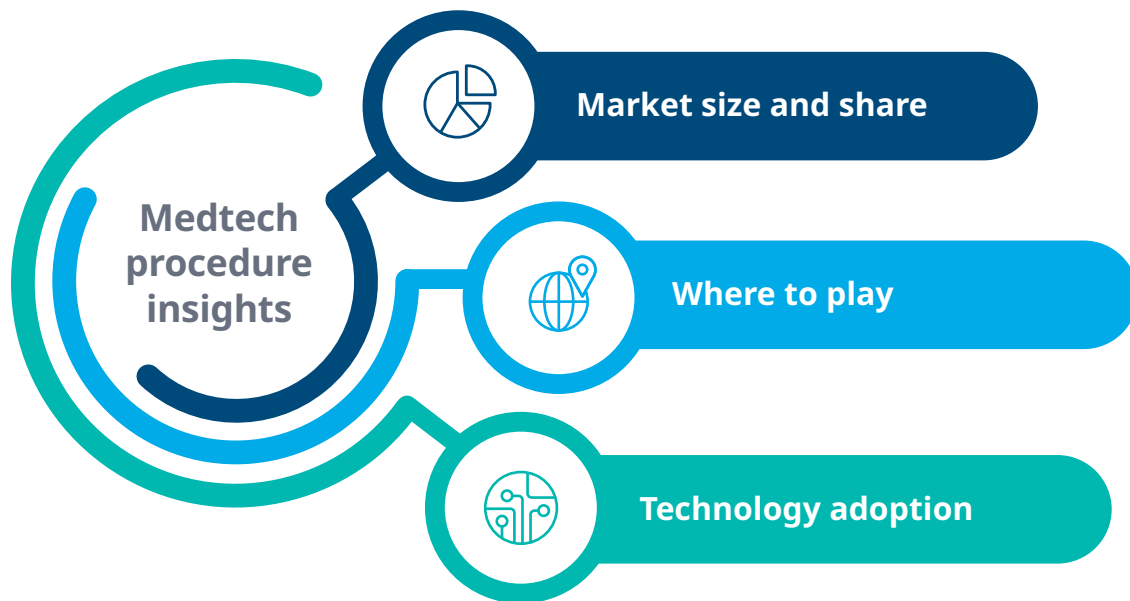 Medtech
procedure
insights
Market size and share
Where to play
Technology adoption